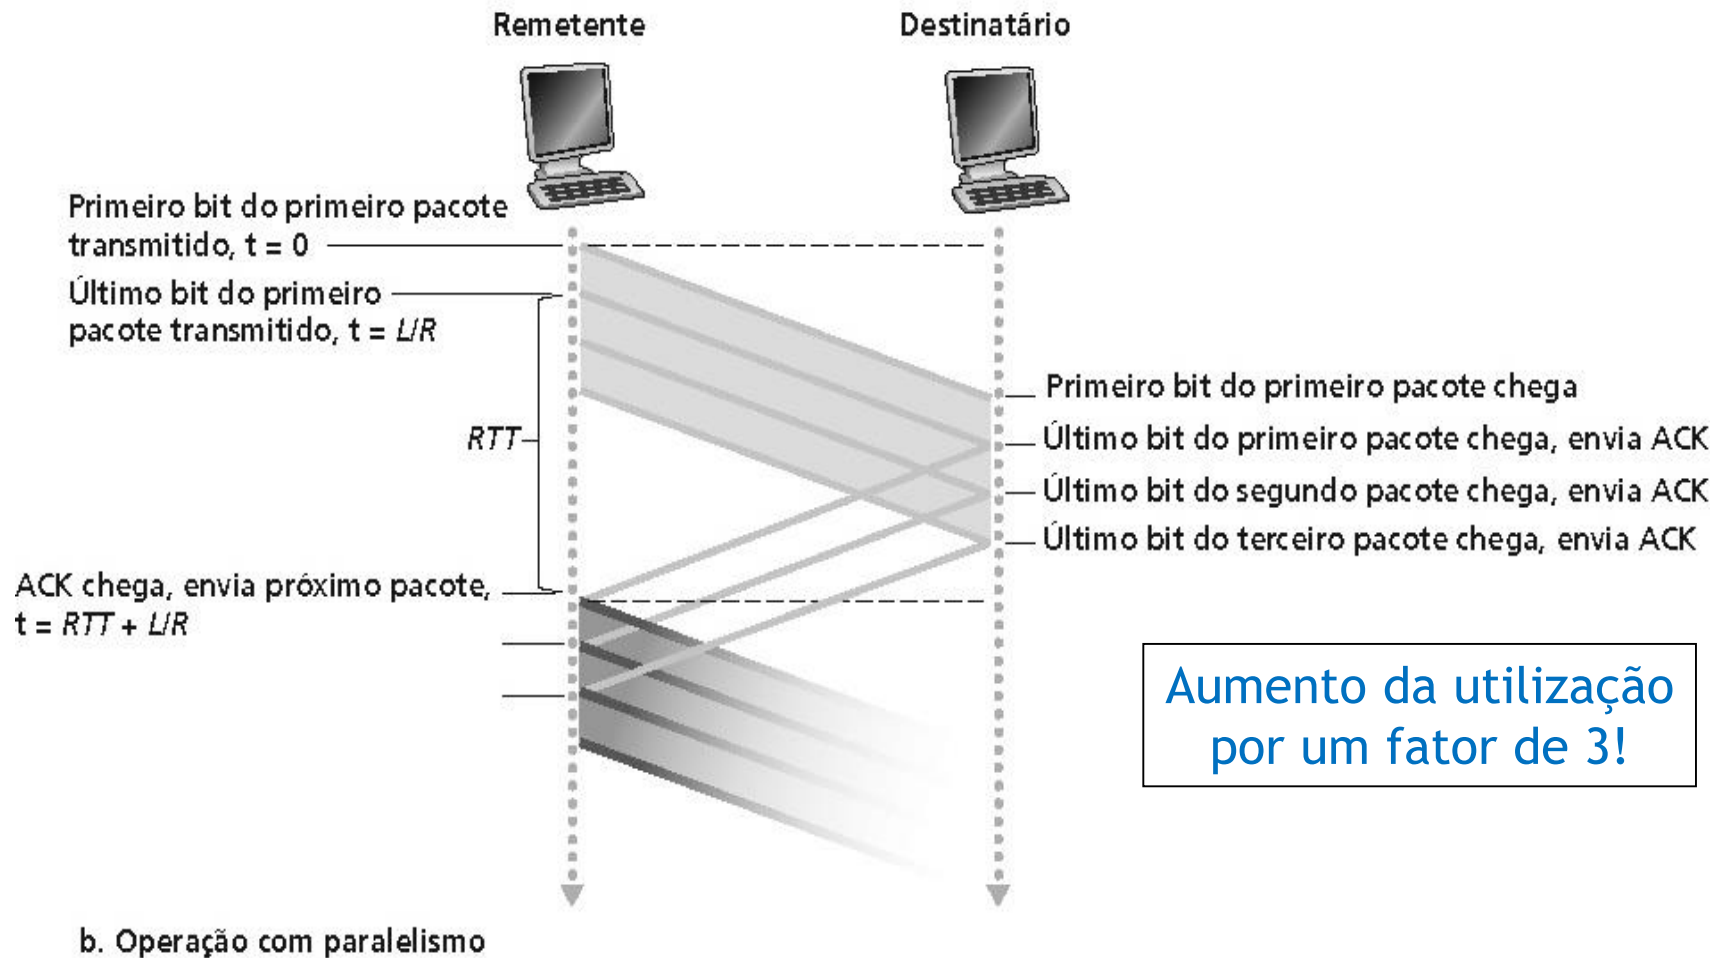 Remetente
Destinatário
Primeiro bit do primeiro pacote
transmitido, t = 0
Último bit do primeiro
pacote transmitido, t = L/R
RTT
Primeiro bit do primeiro pacote chega
Último bit do primeiro pacote chega, envia ACK
Último bit do segundo pacote chega, envia ACK
Último bit do terceiro pacote chega, envia ACK
ACK chega, envia próximo pacote,
t = RTT + L/R
Aumento da utilização
por um fator de 3!
b. Operação com paralelismo